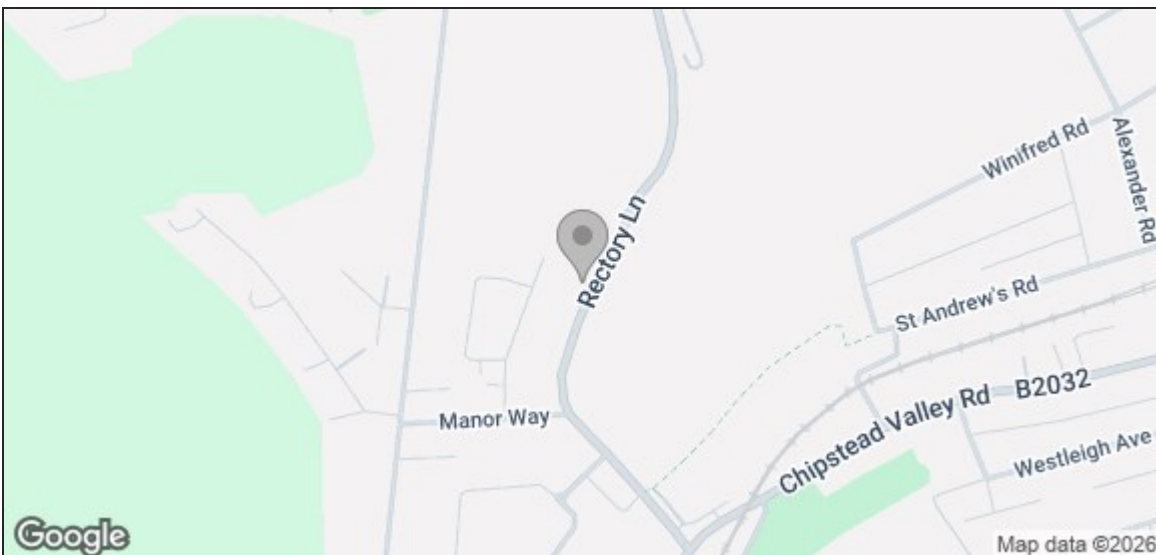 Winifred Rd
Alexander Rd
Rectory Ln
St Andrew's Rd
Chipstead Valley Rd B2032
Manor Way
Westleigh Ave
Google
Map data ©2026